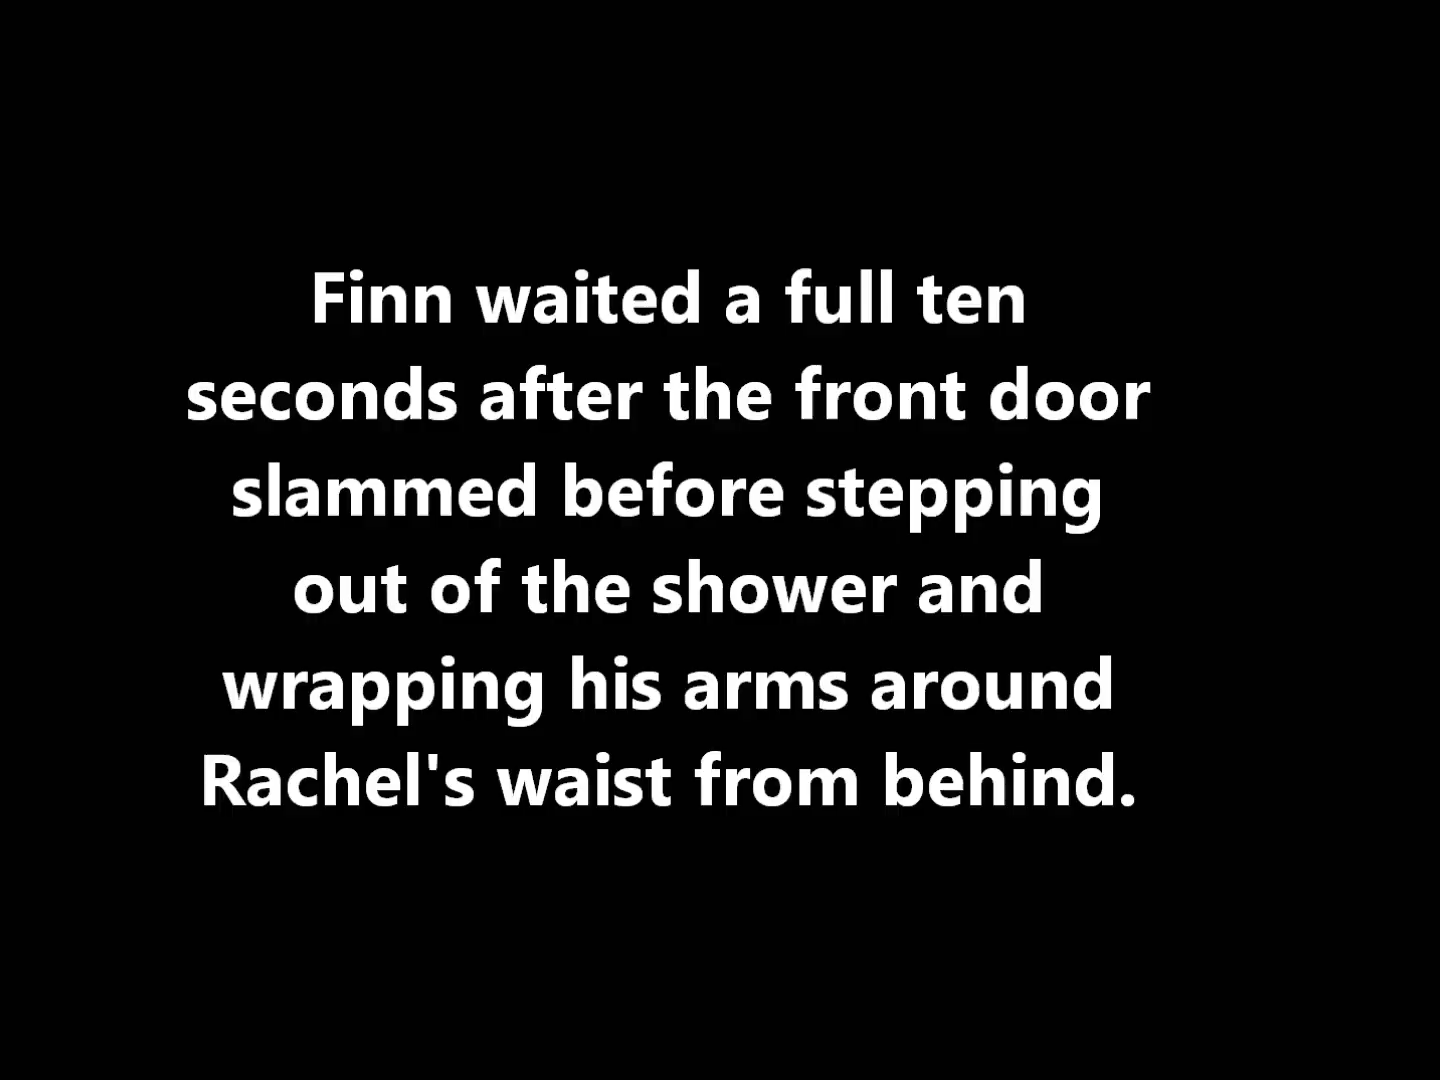 Finn waited a full ten
seconds after the front door
slammed before stepping
out of the shower and
wrapping his arms around
Rachel's waist from behind.